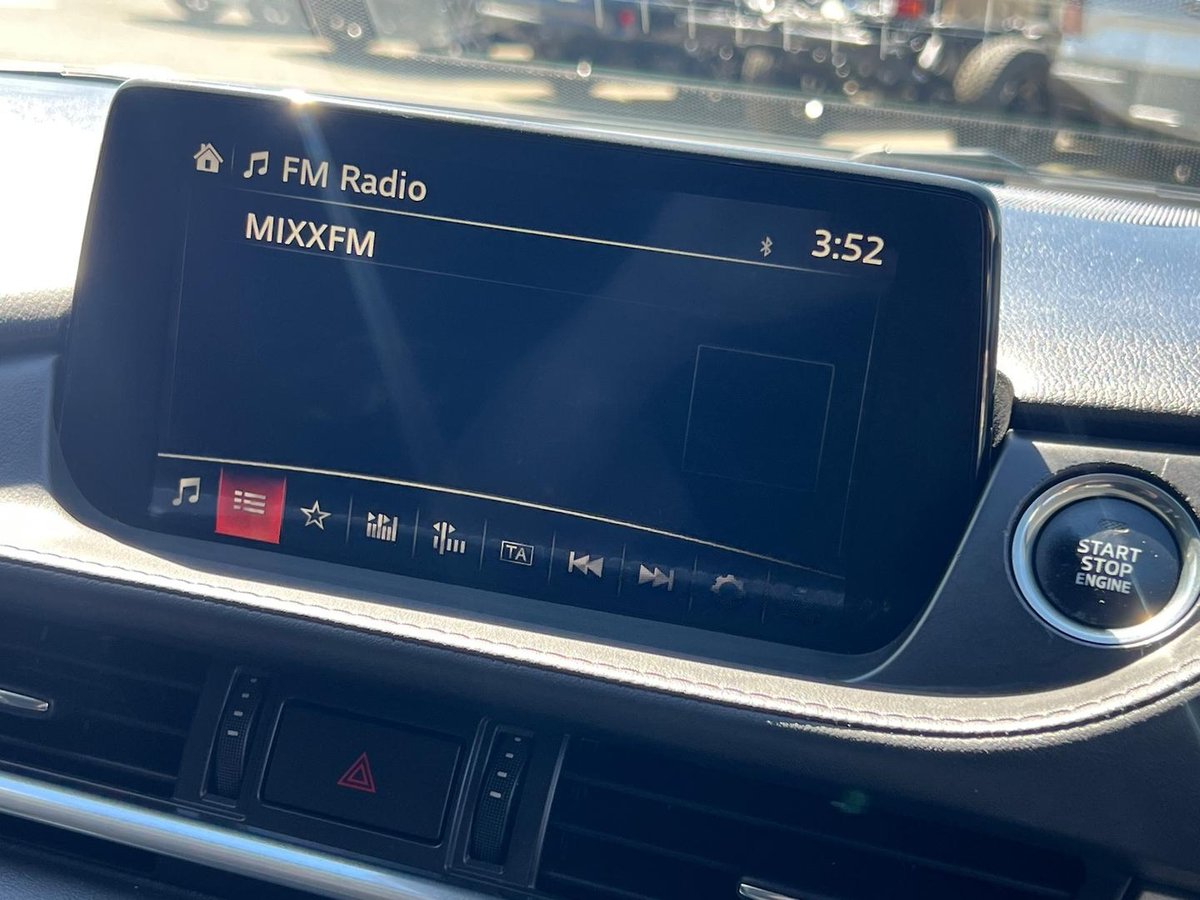 FM Radio
MIXXFM
3:52
TA
START
STOP
ENGINE